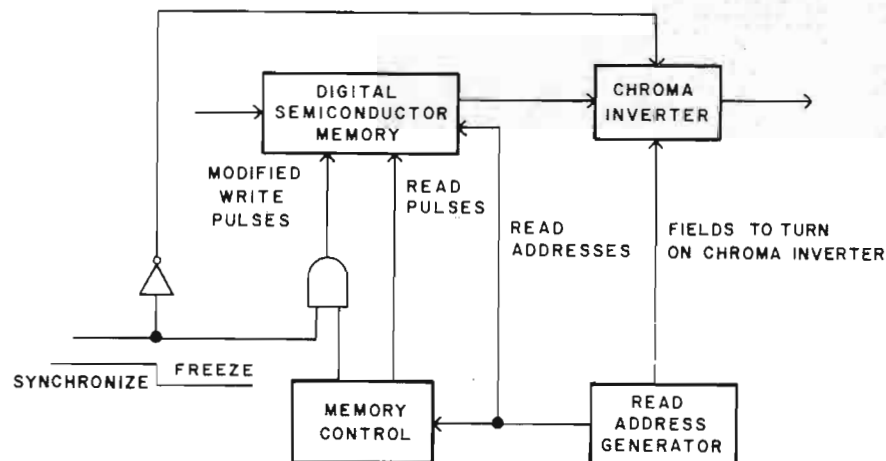 DIGITAL
SEMICONDUCTOR
MEMORY
CHROMA
INVERTER
MODIFIED
WRITE
PULSES
READ
PULSES
READ
ADDRESSES
FIELDS TO TURN
ON CHROMA INVERTER
SYNCHRONIZE
FREEZE
MEMORY
CONTROL
READ
ADDRESS
GENERATOR